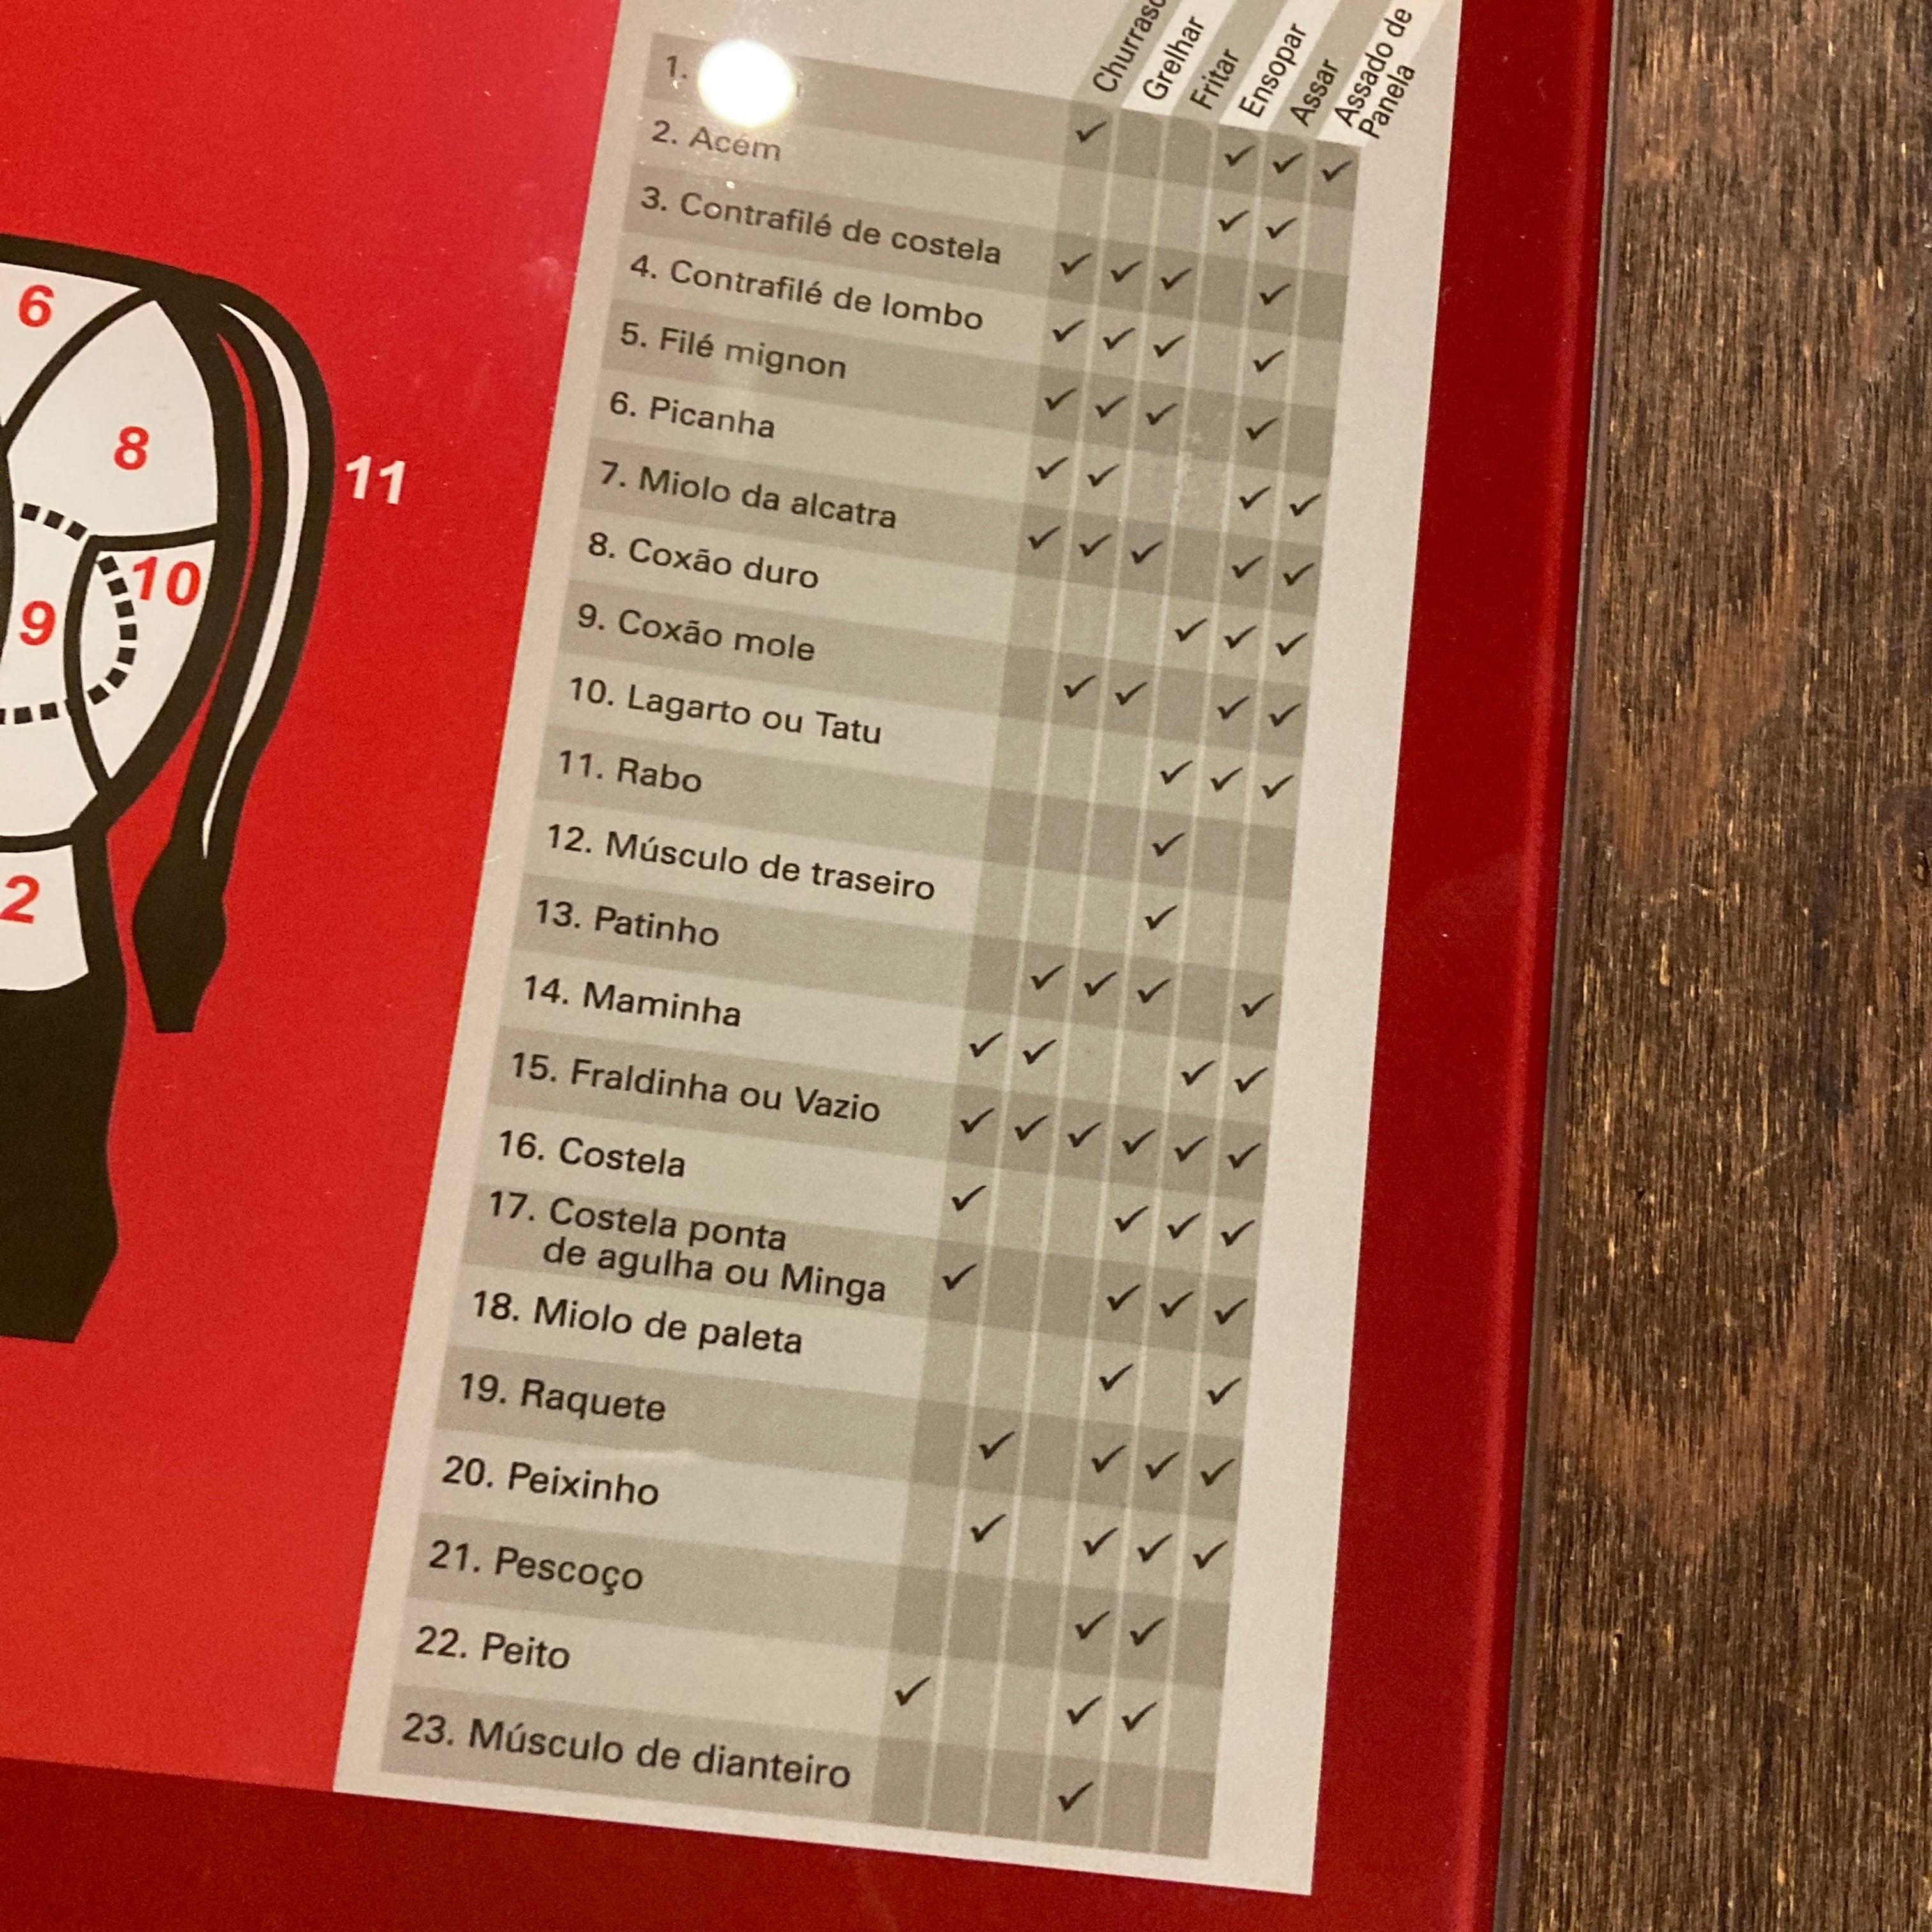 Churrasc
Grelhar
Fritar
Ensopar
Assar
Assado de
Panela
1.
2. Acém
3. Contrafilé de costela
4. Contrafilé de lombo
5. Filé mignon
6. Picanha
7. Miolo da alcatra
8. Coxão duro
9. Coxão mole
10. Lagarto ou Tatu
11. Rabo
12. Músculo de traseiro
13. Patinho
14. Maminha
15. Fraldinha ou Vazio
16. Costela
17. Costela ponta
de agulha ou Minga
18. Miolo de paleta
19. Raquete
20. Peixinho
21. Pescoço
22. Peito
23. Músculo de dianteiro
6
8
11
10
9
2